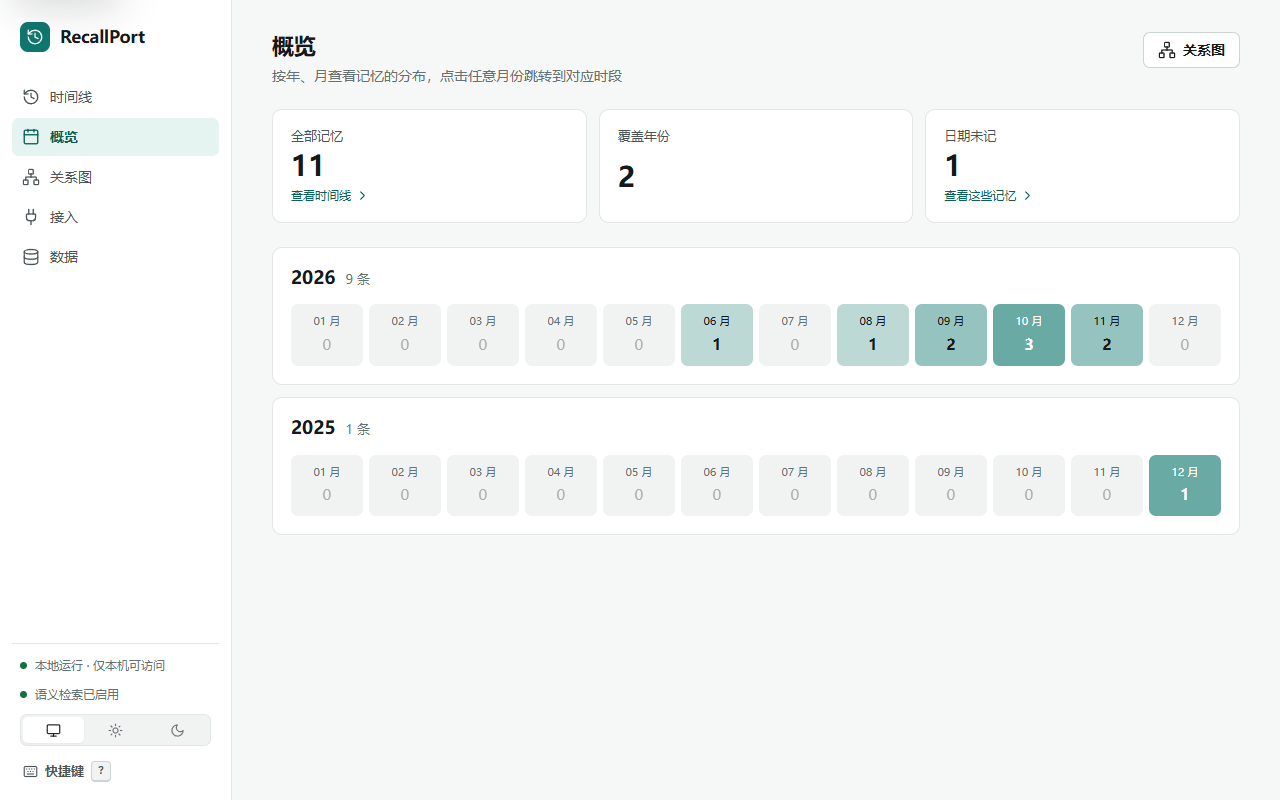 RecallPort
时间线
概览
关系图
接入
数据
本地运行 · 仅本机可访问
语义检索已启用
快捷键 ?
概览
按年、月查看记忆的分布，点击任意月份跳转到对应时段
关系图
全部记忆
11
查看时间线
覆盖年份
2
日期未记
1
查看这些记忆
2026 9 条
01 月 02 月 03 月 04 月 05 月 06 月 07 月 08 月 09 月 10 月 11 月 12 月
0 0 0 0 0 1 0 1 2 3 2 0
2025 1 条
01 月 02 月 03 月 04 月 05 月 06 月 07 月 08 月 09 月 10 月 11 月 12 月
0 0 0 0 0 0 0 0 0 0 0 1